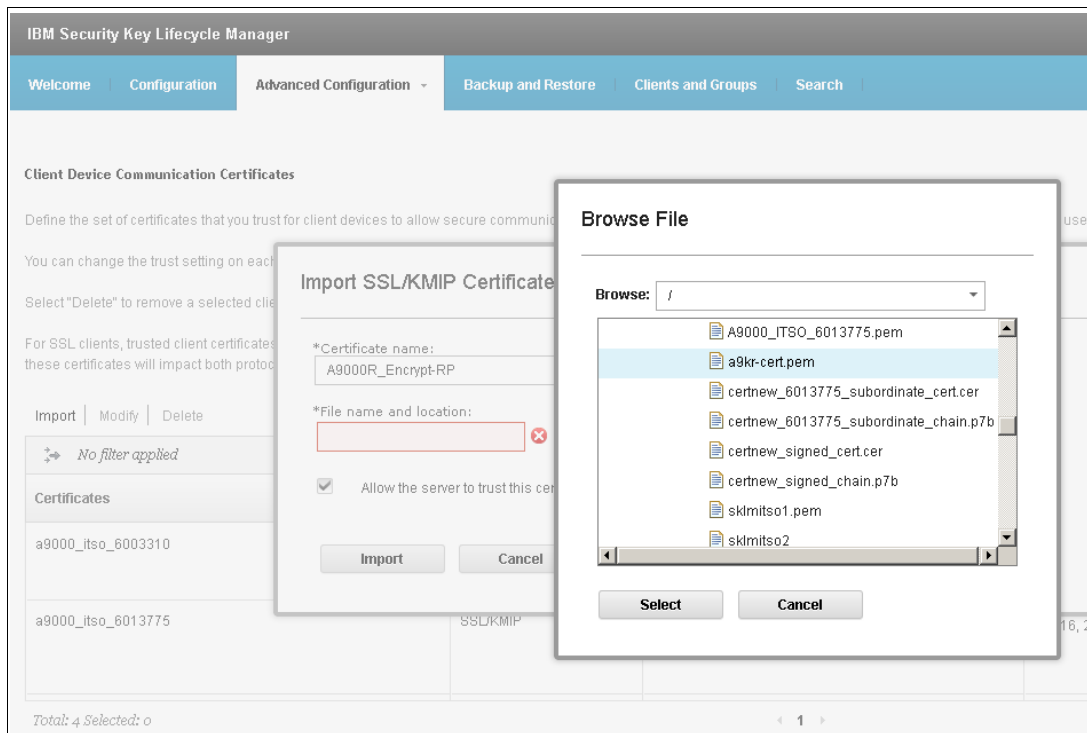 IBM Security Key Lifecycle Manager
Welcome Configuration Advanced Configuration Backup and Restore Clients and Groups Search
Client Device Communication Certificates
Define the set of certificates that you trust for client devices to allow secure communic
use
You can change the trust setting on each
Select "Delete" to remove a selected clie
For SSL clients, trusted client certificates
these certificates will impact both protoc
Import Modify Delete
No filter applied
Certificates
a9000_itso_6003310
a9000_itso_6013775
SSL/KMIP
16, 2
Total: 4 Selected: 0
1
Import SSL/KMIP Certificate
*Certificate name:
A9000R_Encrypt-RP
*File name and location:
Allow the server to trust this cer
Import Cancel
Browse File
Browse: /
A9000_ITSO_6013775.pem
a9kr-cert.pem
certnew_6013775_subordinate_cert.cer
certnew_6013775_subordinate_chain.p7b
certnew_signed_cert.cer
certnew_signed_chain.p7b
sklmitso1.pem
sklmitso2
Select Cancel